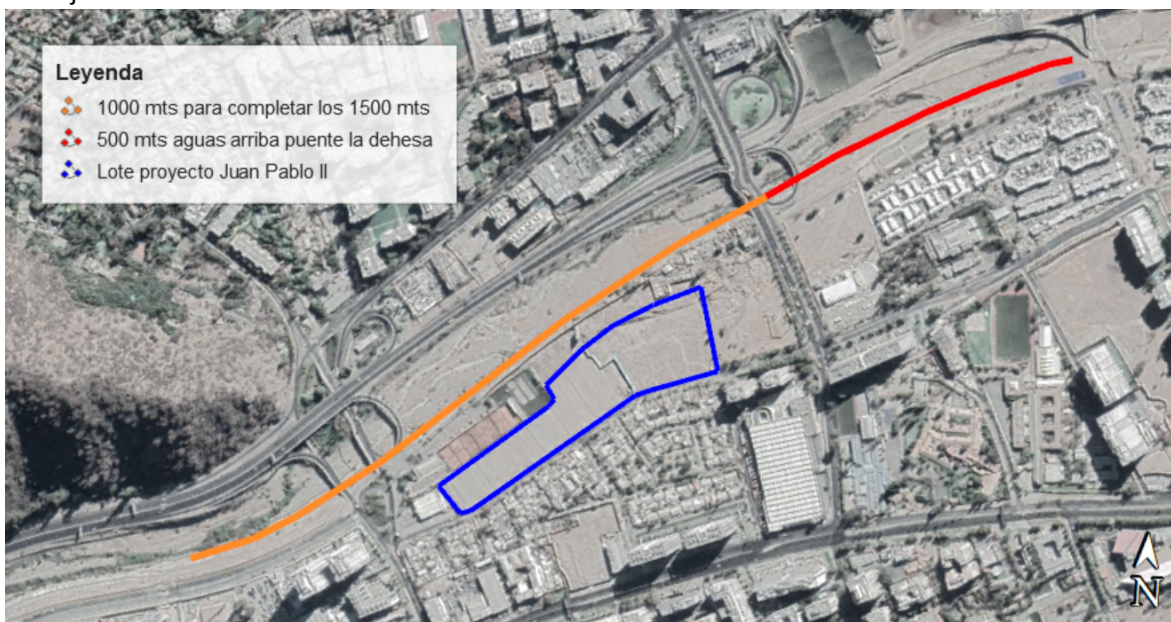 Leyenda
1000 mts para completar los 1500 mts
500 mts aguas arriba puente la dehesa
Lote proyecto Juan Pablo II
N